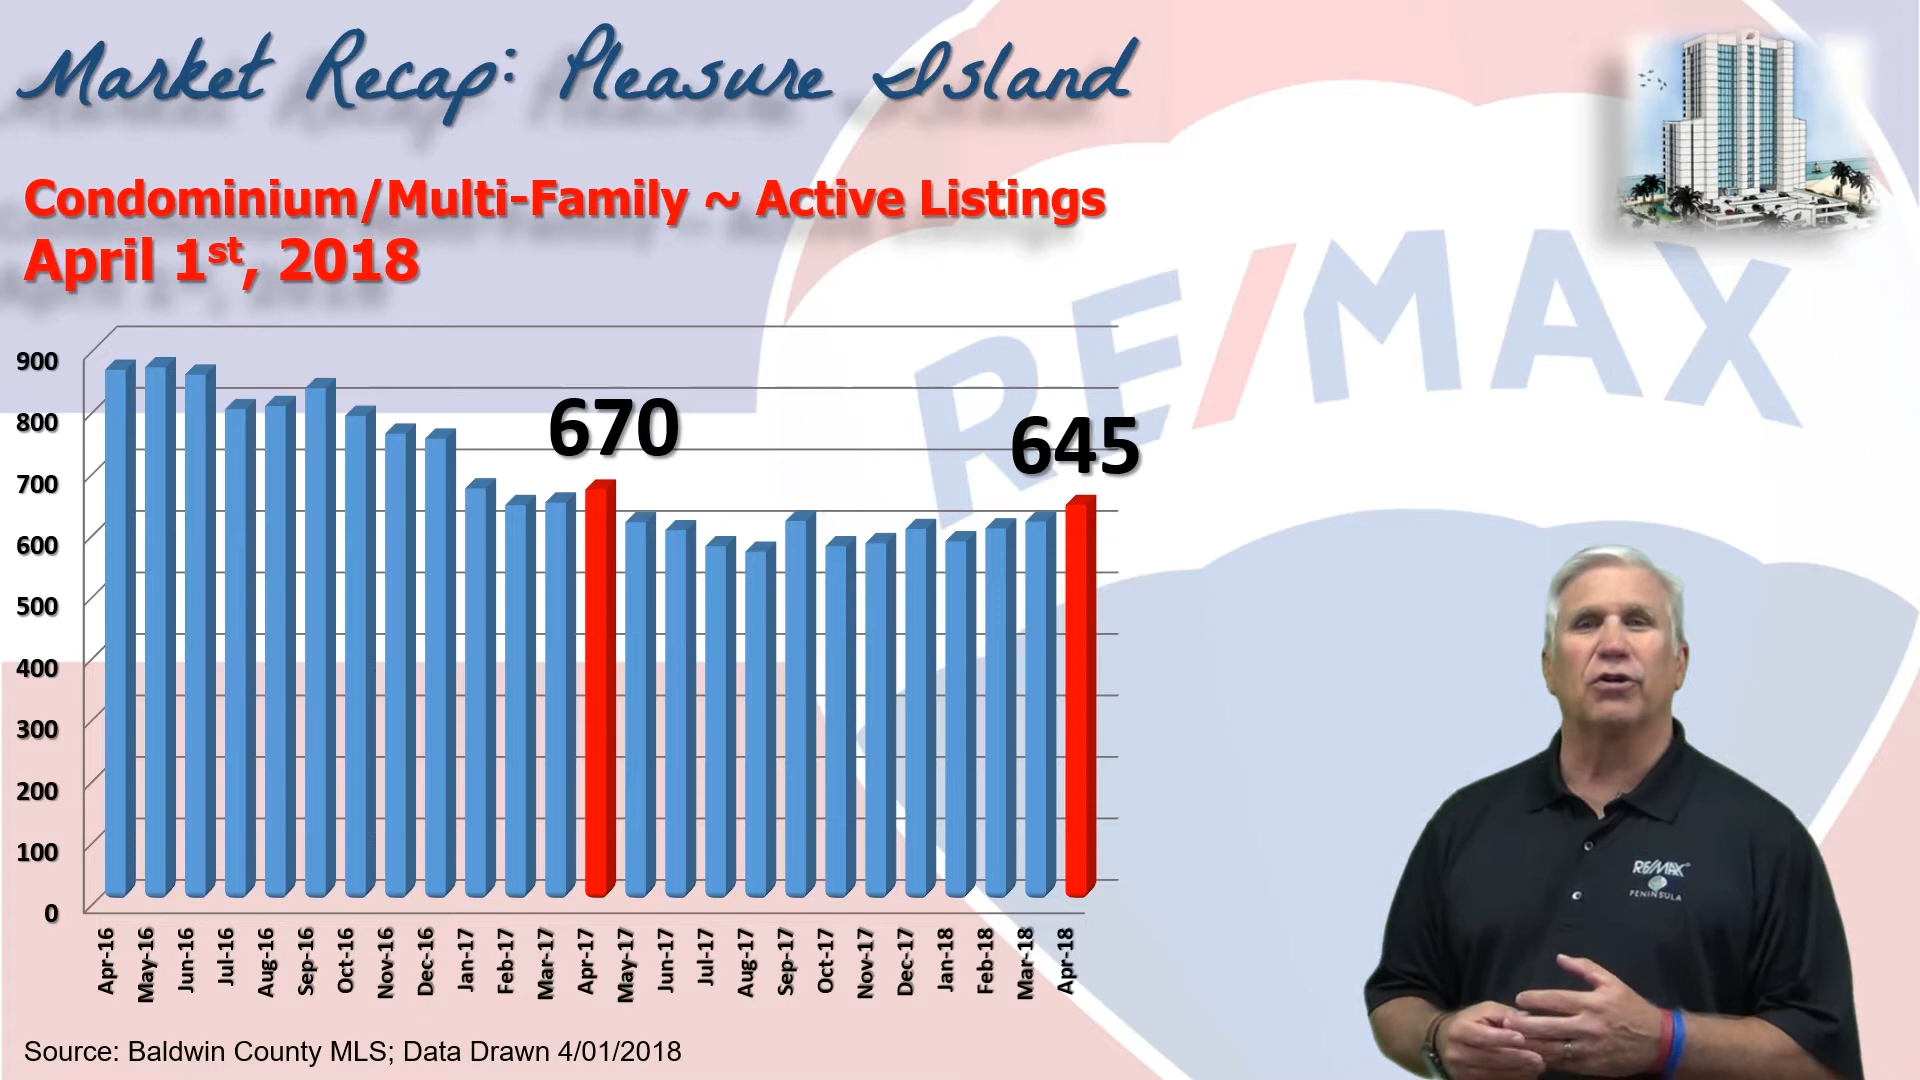 Market Recap: Pleasure Island
Condominium/Multi-Family ~ Active Listings
April 1st, 2018
RE/MAX
900
800
700
600
500
400
300
200
100
0
670
645
Apr-16
May-16
Jun-16
Jul-16
Aug-16
Sep-16
Oct-16
Nov-16
Dec-16
Jan-17
Feb-17
Mar-17
Apr-17
May-17
Jun-17
Jul-17
Aug-17
Sep-17
Oct-17
Nov-17
Dec-17
Jan-18
Feb-18
Mar-18
Apr-18
RE/MAX
PENINSULA
Source: Baldwin County MLS; Data Drawn 4/01/2018